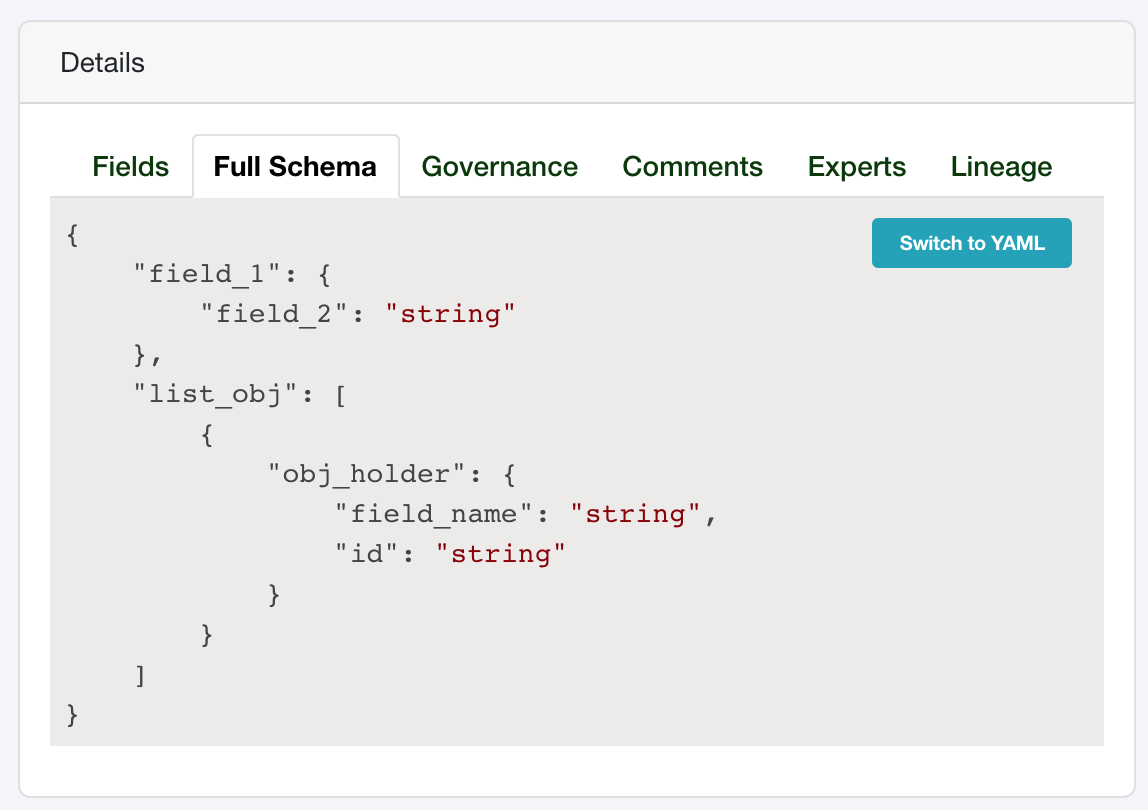 Details
Fields Full Schema Governance Comments Experts Lineage
{
Switch to YAML
"field_1": {
"field_2": "string"
},
"list_obj": [
{
"obj_holder": {
"field_name": "string",
"id": "string"
}
}
]
}